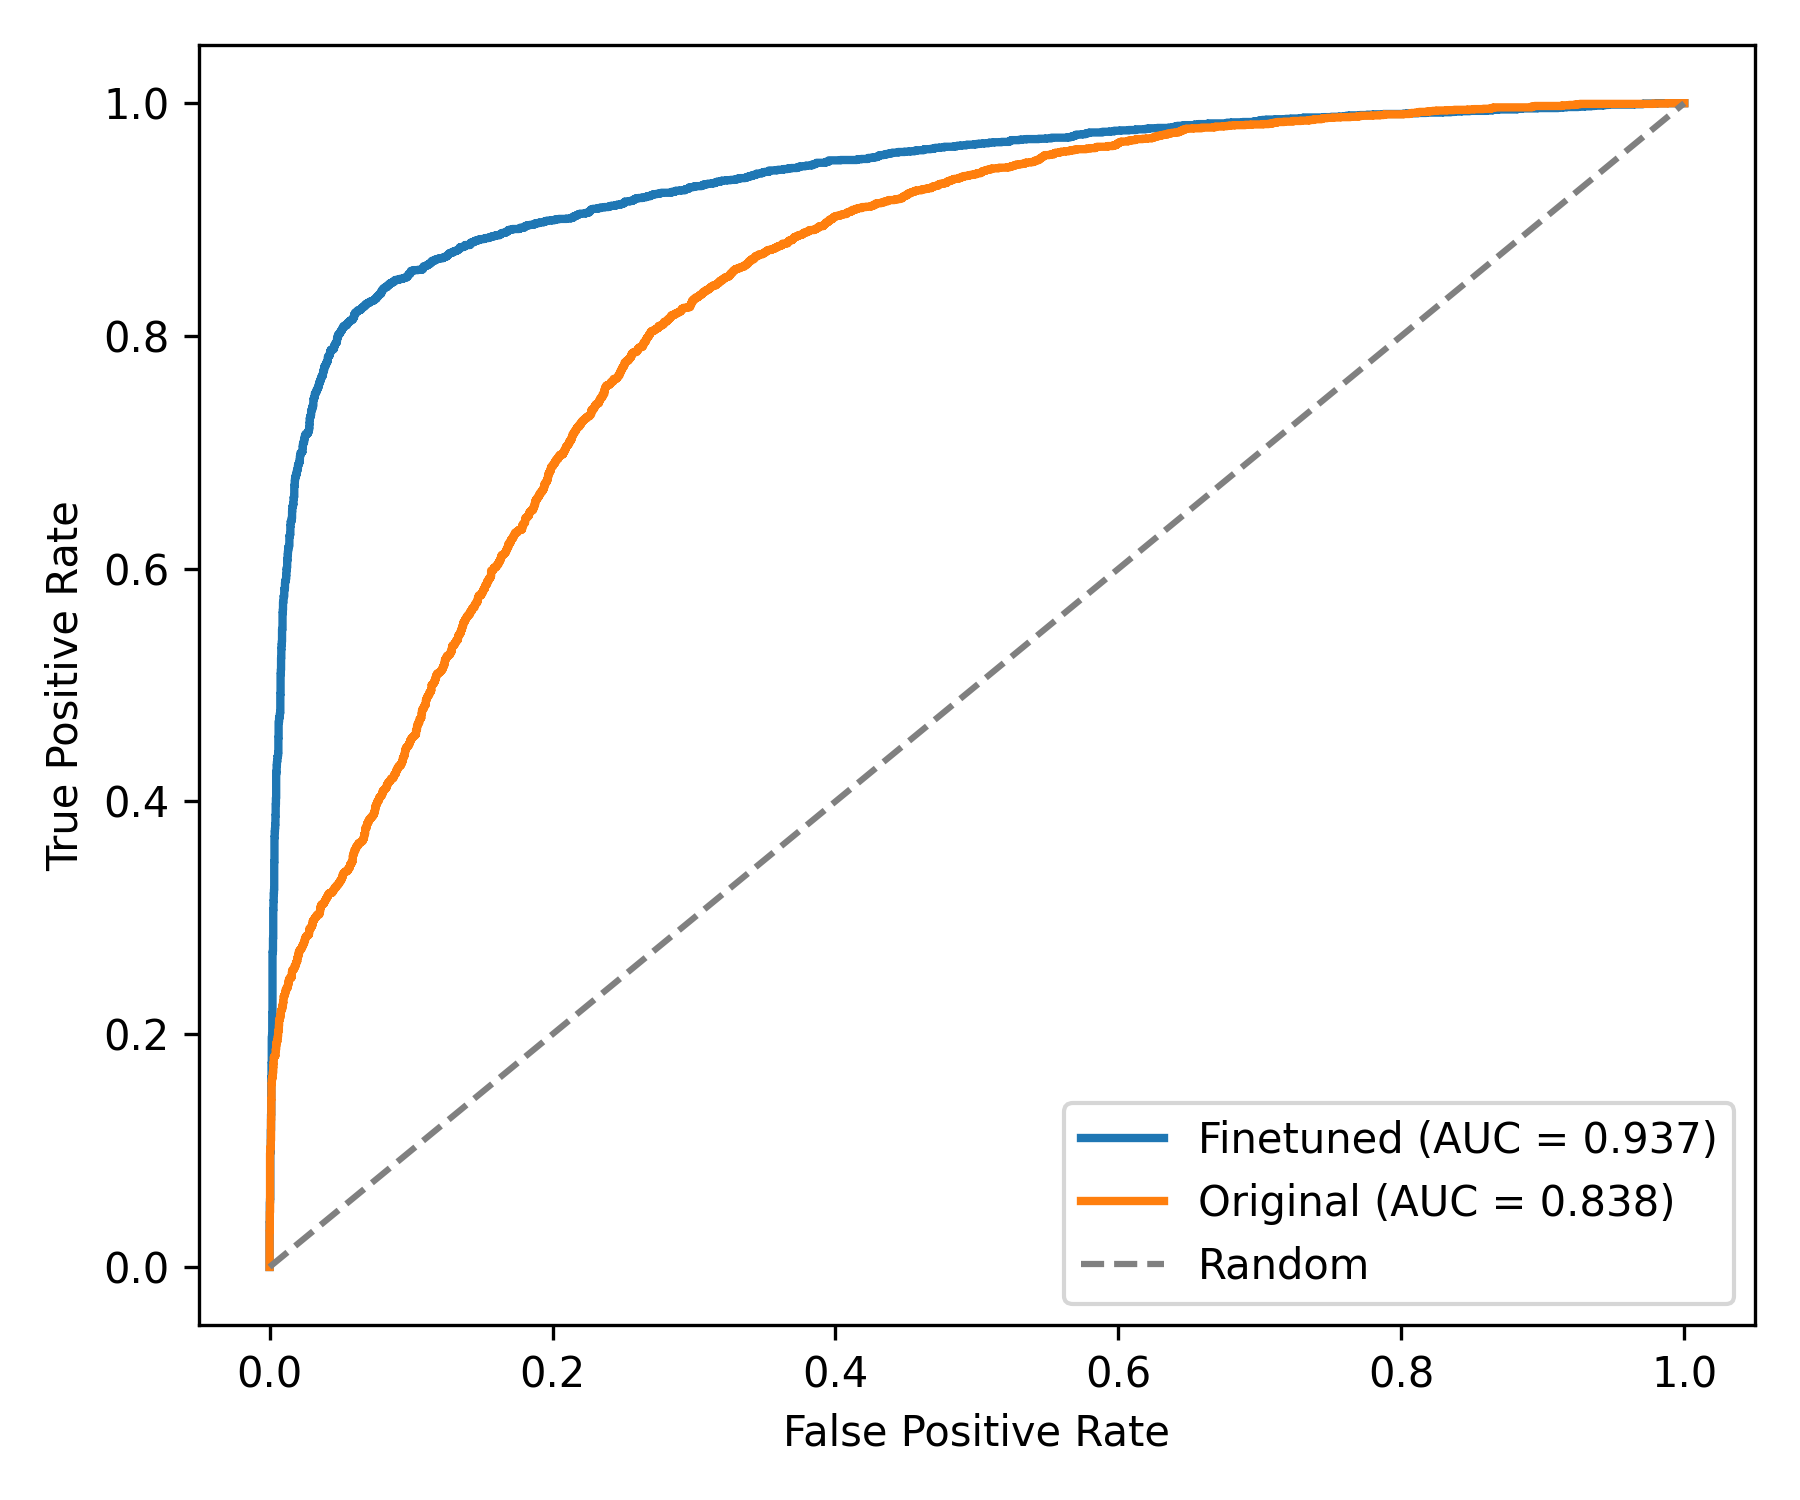 1.0
0.8
0.6
0.4
0.2
0.0
True Positive Rate
0.0 0.2 0.4 0.6 0.8 1.0
False Positive Rate
Finetuned (AUC = 0.937)
Original (AUC = 0.838)
Random